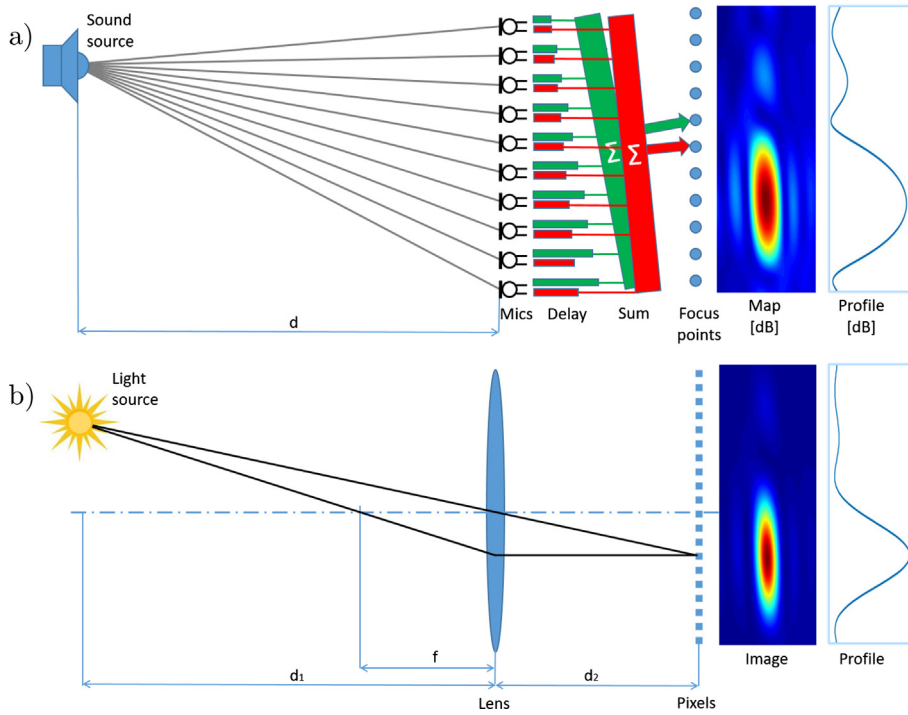 a)
Sound
source
Σ Σ
d
Mics Delay Sum Focus
points
Map
[dB]
Profile
[dB]
b)
Light
source
f
d1
d2
Lens
Pixels
Image
Profile